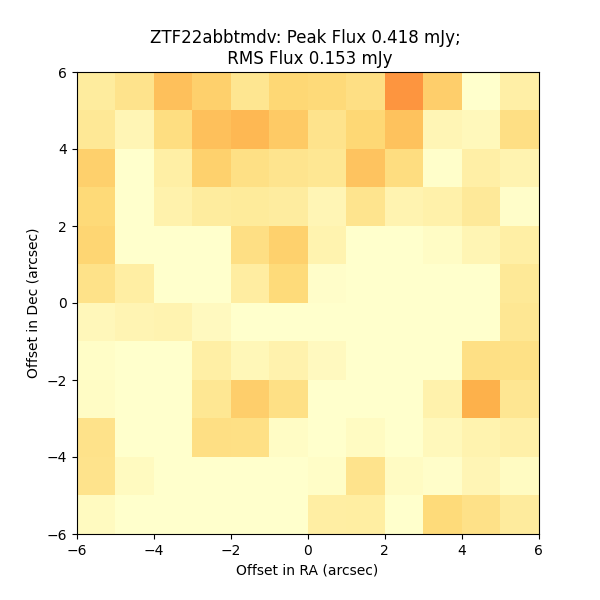 ZTF22abbtmdv: Peak Flux 0.418 mJy;
RMS Flux 0.153 mJy
6
4
2
0
−2
−4
−6
Offset in Dec (arcsec)
−6 −4 −2 0 2 4 6
Offset in RA (arcsec)